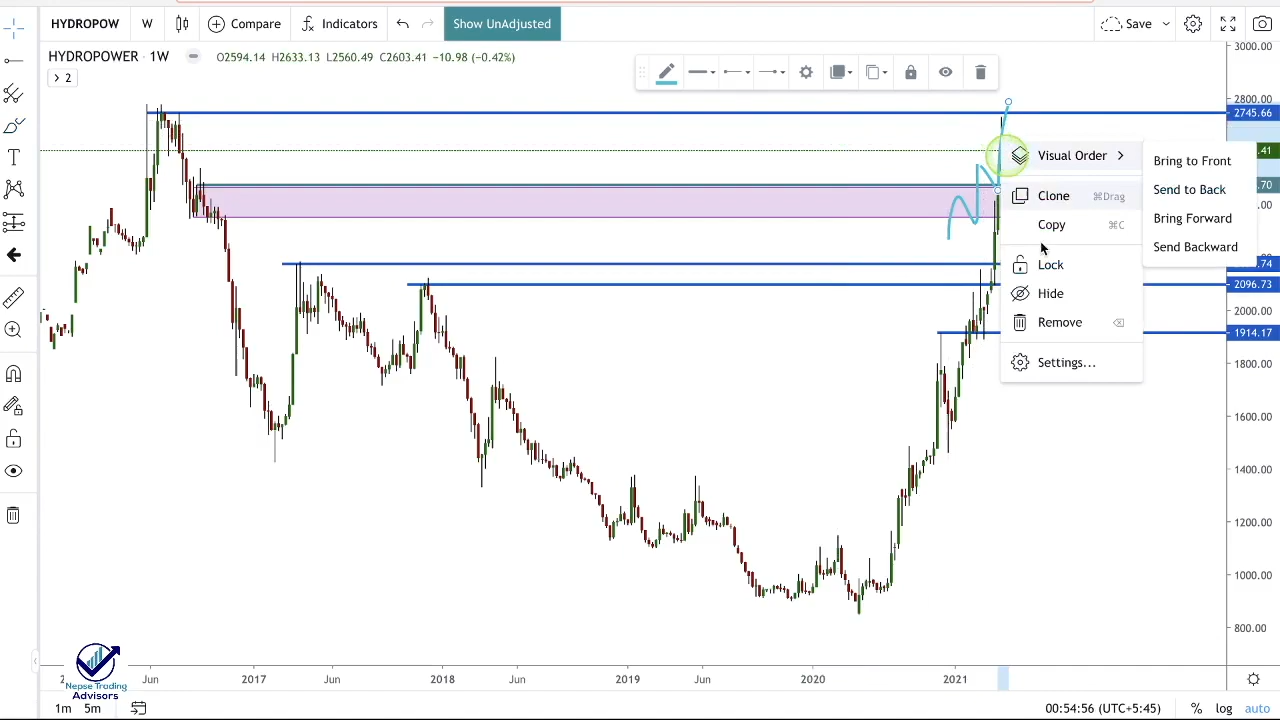 HYDROPOW W Compare Indicators Show UnAdjusted Save
HYDROPOWER · 1W O2594.14 H2633.13 L2560.49 C2603.41 −10.98 (−0.42%)
2
3000.00
2800.00
2745.66
.41
.70
.00
.74
2096.73
2000.00
1914.17
1800.00
1600.00
1400.00
1200.00
1000.00
800.00
Visual Order
Clone ⌘Drag
Copy ⌘C
Lock
Hide
Remove
Settings...
Bring to Front
Send to Back
Bring Forward
Send Backward
Jun 2017 Jun 2018 Jun 2019 Jun 2020 2021
Nepse Trading
Advisors
1m 5m 00:54:56 (UTC+5:45) % log auto